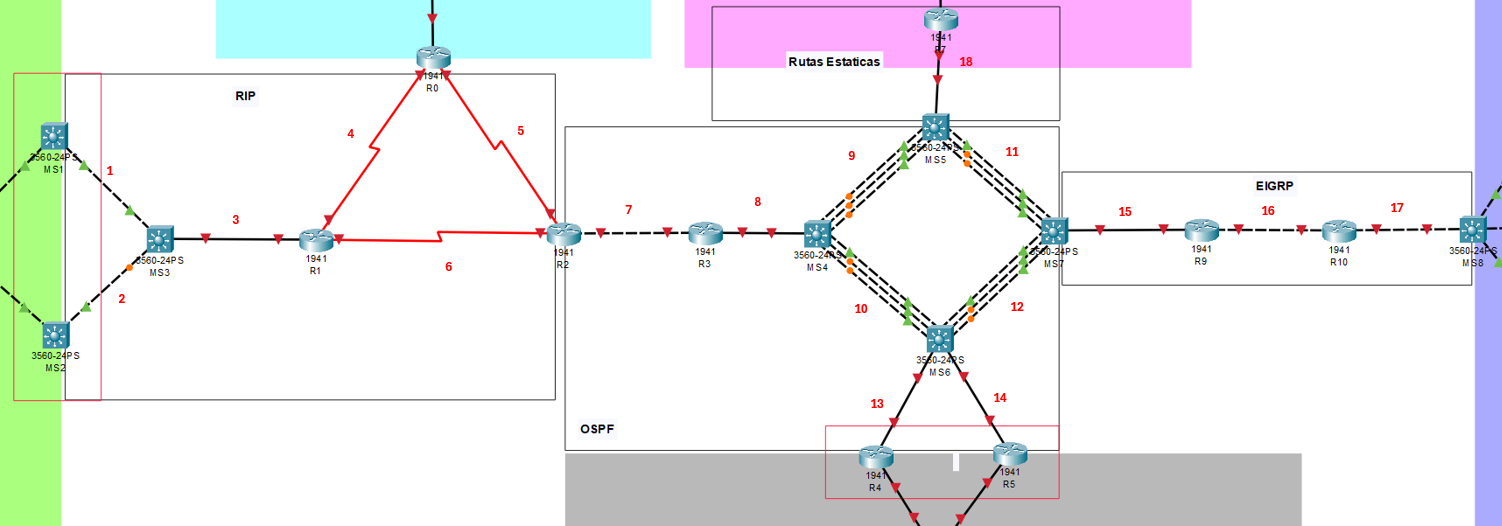 1941
R7
18
Rutas Estaticas
1941
R0
RIP
4
5
9
11
3560-24PS
MS5
3560-24PS
MS1
1
EIGRP
3
7
8
15
16
17
1941
R1
1941
R2
1941
R3
3560-24PS
MS3
3560-24PS
MS4
3560-24PS
MS7
1941
R9
1941
R10
3560-24PS
MS8
6
2
10
12
3560-24PS
MS2
3560-24PS
MS6
13
14
OSPF
1941
R4
1941
R5